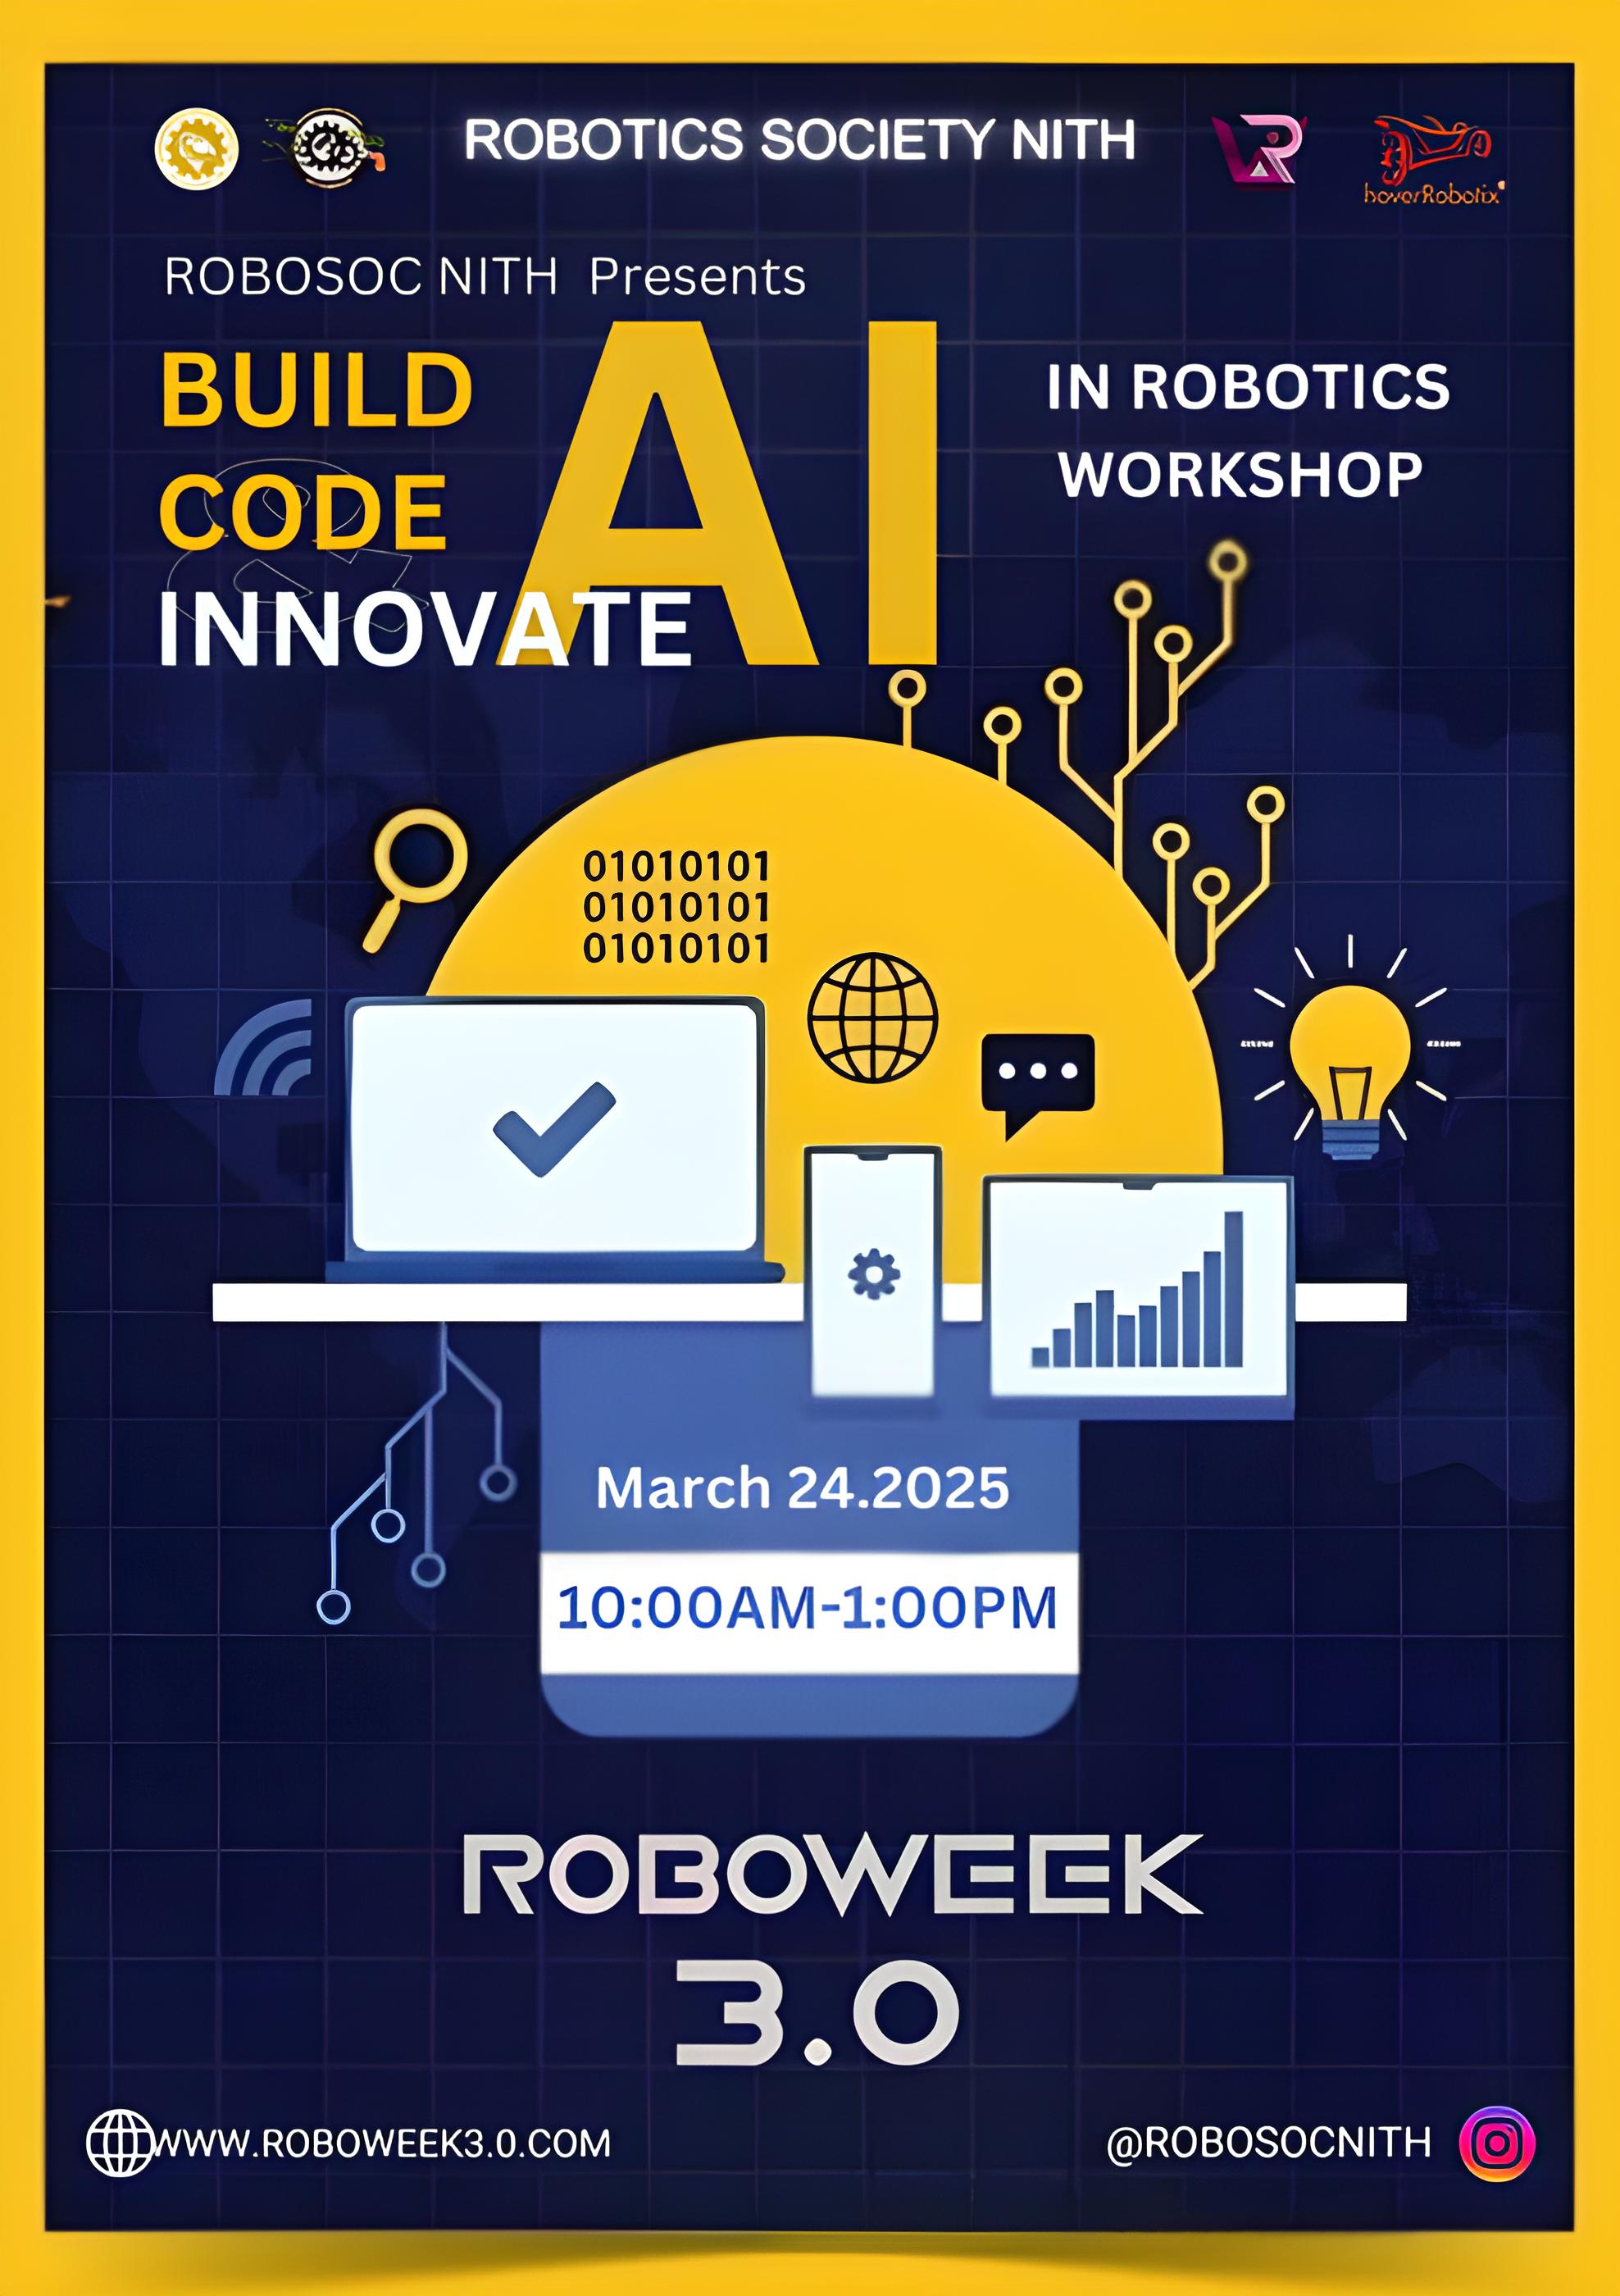 ROBOTICS SOCIETY NITH
hoverRobotix
ROBOSOC NITH Presents
BUILD
CODE
INNOVATE
AI
IN ROBOTICS
WORKSHOP
01010101
01010101
01010101
March 24.2025
10:00AM-1:00PM
ROBOWEEK
3.0
WWW.ROBOWEEK3.0.COM
@ROBOSOCNITH